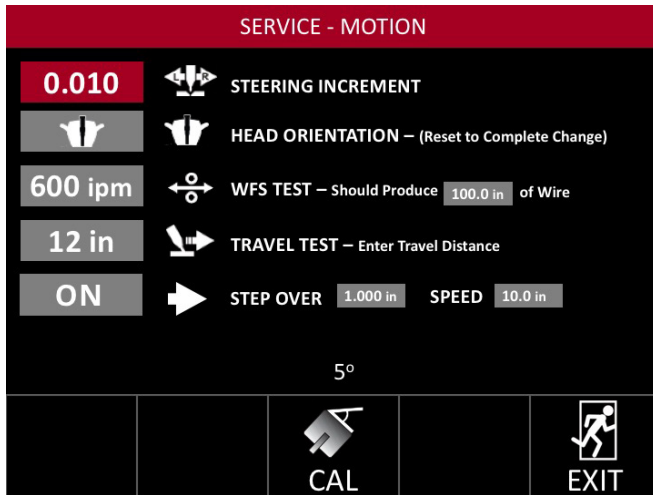 SERVICE - MOTION
0.010 L R STEERING INCREMENT
HEAD ORIENTATION – (Reset to Complete Change)
600 ipm WFS TEST – Should Produce 100.0 in of Wire
12 in TRAVEL TEST – Enter Travel Distance
ON STEP OVER 1.000 in SPEED 10.0 in
5º
CAL EXIT